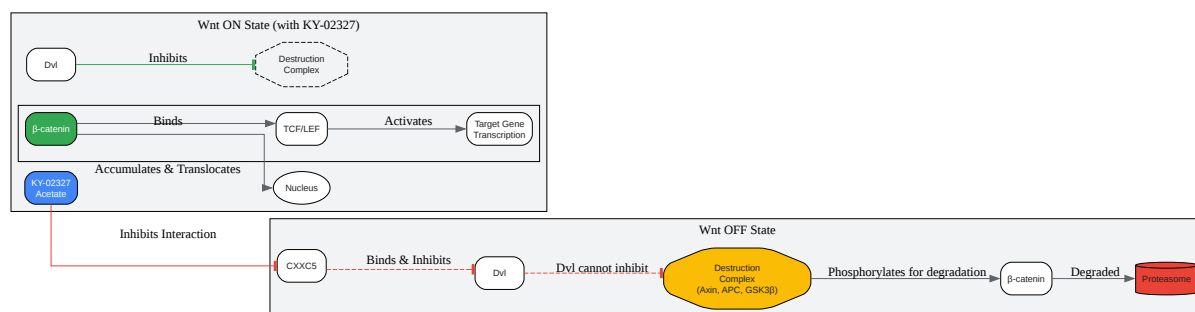 Wnt ON State (with KY-02327)
Dvl
Inhibits
Destruction
Complex
β-catenin
Binds
TCF/LEF
Activates
Target Gene
Transcription
Accumulates & Translocates
KY-02327
Acetate
Nucleus
Inhibits Interaction
Wnt OFF State
CXXC5
Binds & Inhibits
Dvl
Dvl cannot inhibit
Destruction
Complex
(Axin, APC, GSK3β)
Phosphorylates for degradation
β-catenin
Degraded
Proteasome